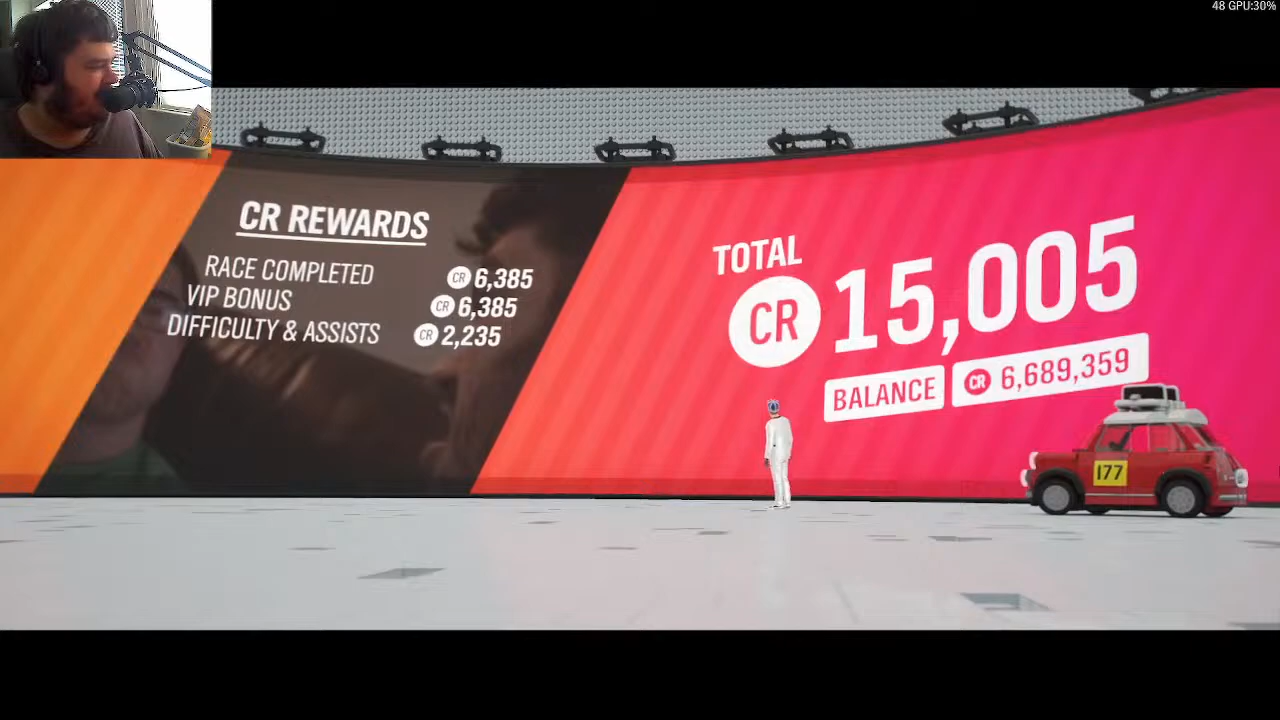 48 GPU:30%
CR REWARDS
RACE COMPLETED CR 6,385
VIP BONUS CR 6,385
DIFFICULTY & ASSISTS CR 2,235
TOTAL
CR 15,005
BALANCE CR 6,689,359
177